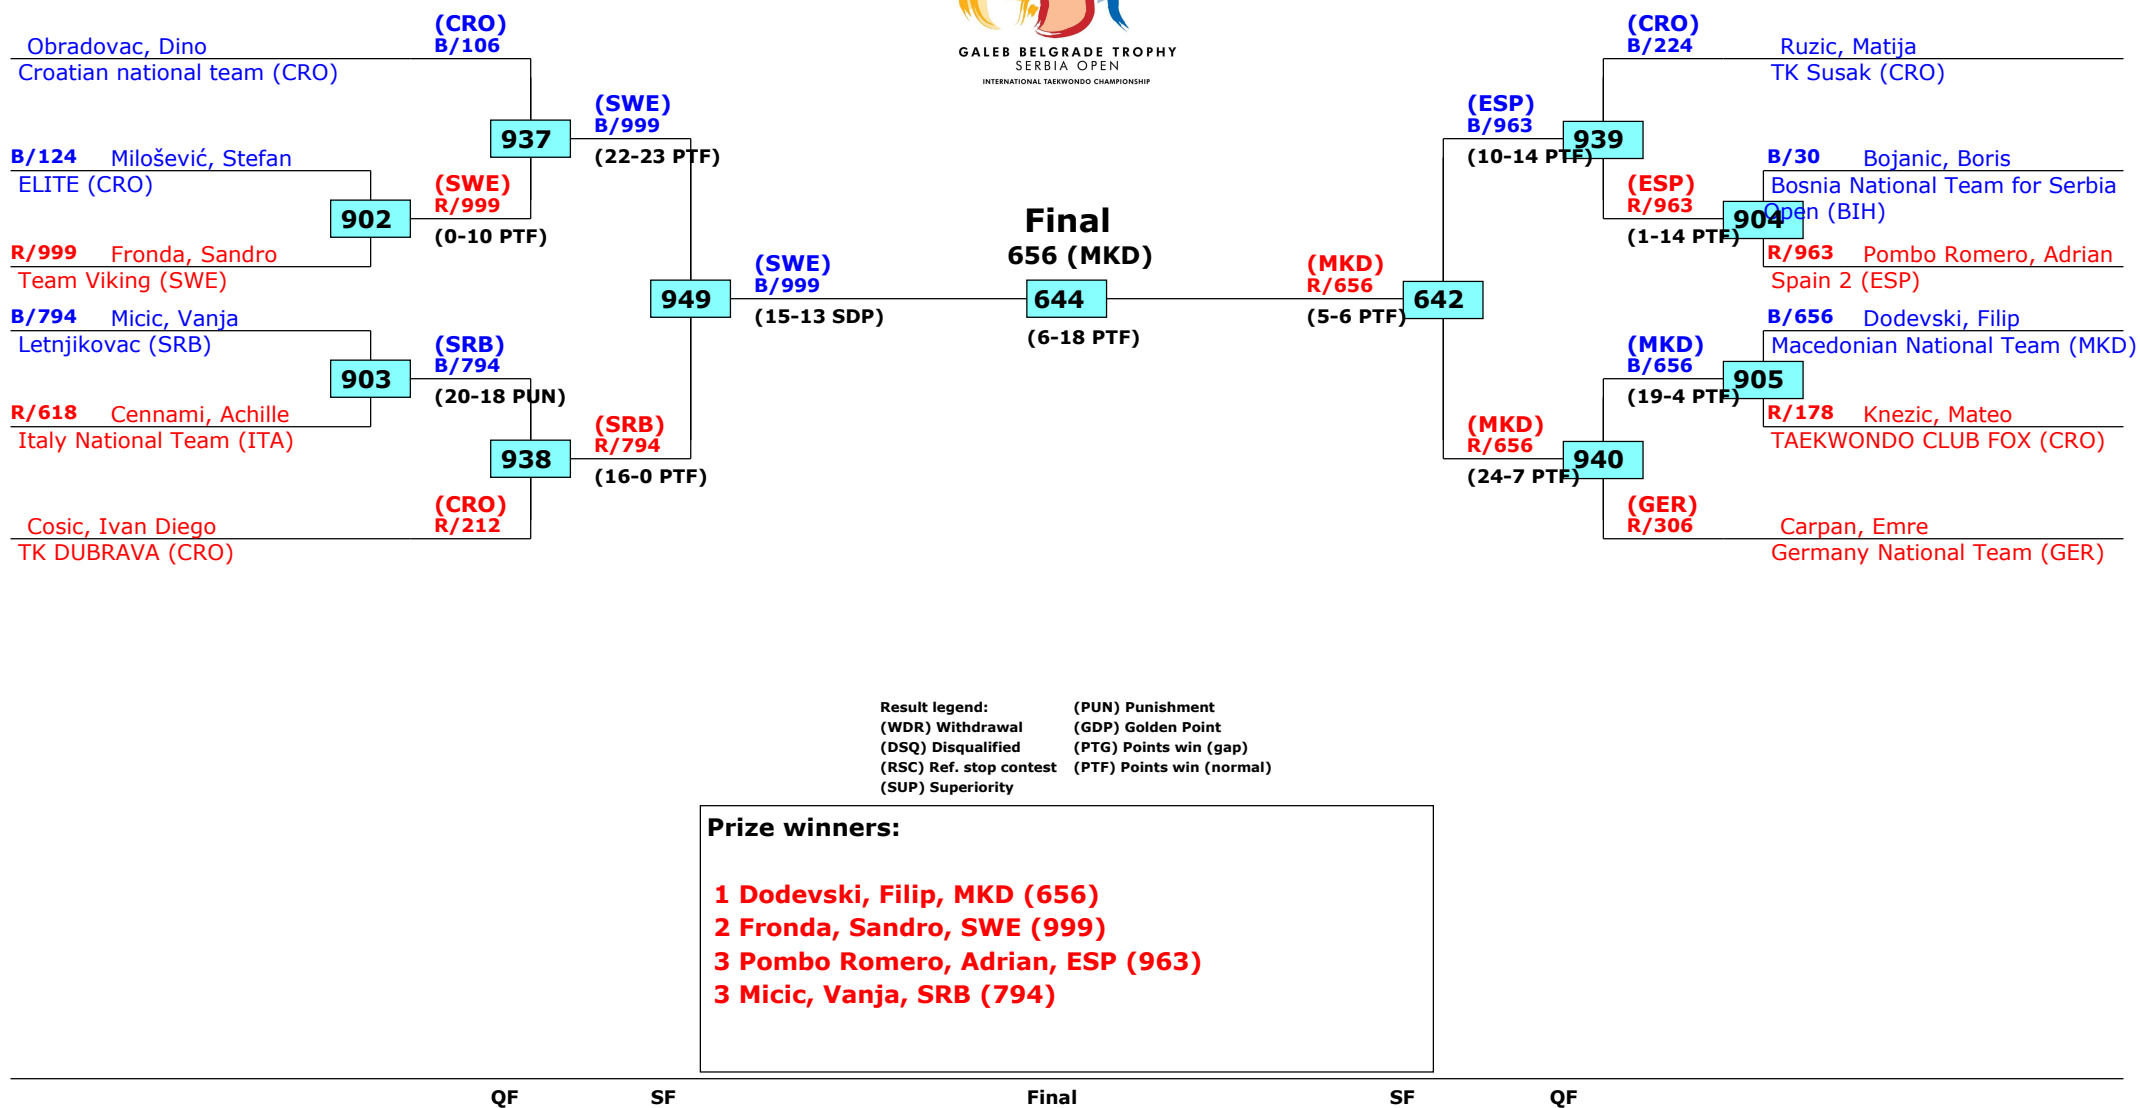 GALEB BELGRADE TROPHY
SERBIA OPEN
INTERNATIONAL TAEKWONDO CHAMPIONSHIP
(CRO)
B/106
Obradovac, Dino
Croatian national team (CRO)
937
(SWE)
B/999
(22-23 PTF)
B/124 Milošević, Stefan
ELITE (CRO)
902
(SWE)
R/999
(0-10 PTF)
R/999 Fronda, Sandro
Team Viking (SWE)
949
(SWE)
B/999
(15-13 SDP)
B/794 Micic, Vanja
Letnjikovac (SRB)
903
(SRB)
B/794
(20-18 PUN)
R/618 Cennami, Achille
Italy National Team (ITA)
938
(SRB)
R/794
(16-0 PTF)
(CRO)
R/212
Cosic, Ivan Diego
TK DUBRAVA (CRO)
Final
656 (MKD)
644
(6-18 PTF)
(CRO)
B/224
Ruzic, Matija
TK Susak (CRO)
(ESP)
B/963
(10-14 PTF)
939
B/30 Bojanic, Boris
Bosnia National Team for Serbia
Open (BIH)
(ESP)
R/963
(1-14 PTF)
904
R/963 Pombo Romero, Adrian
Spain 2 (ESP)
(MKD)
R/656
(5-6 PTF)
642
B/656 Dodevski, Filip
Macedonian National Team (MKD)
(MKD)
B/656
(19-4 PTF)
905
R/178 Knezic, Mateo
TAEKWONDO CLUB FOX (CRO)
(MKD)
R/656
(24-7 PTF)
940
(GER)
R/306
Carpan, Emre
Germany National Team (GER)
Result legend: (PUN) Punishment
(WDR) Withdrawal (GDP) Golden Point
(DSQ) Disqualified (PTG) Points win (gap)
(RSC) Ref. stop contest (PTF) Points win (normal)
(SUP) Superiority
Prize winners:
1 Dodevski, Filip, MKD (656)
2 Fronda, Sandro, SWE (999)
3 Pombo Romero, Adrian, ESP (963)
3 Micic, Vanja, SRB (794)
QF SF Final SF QF